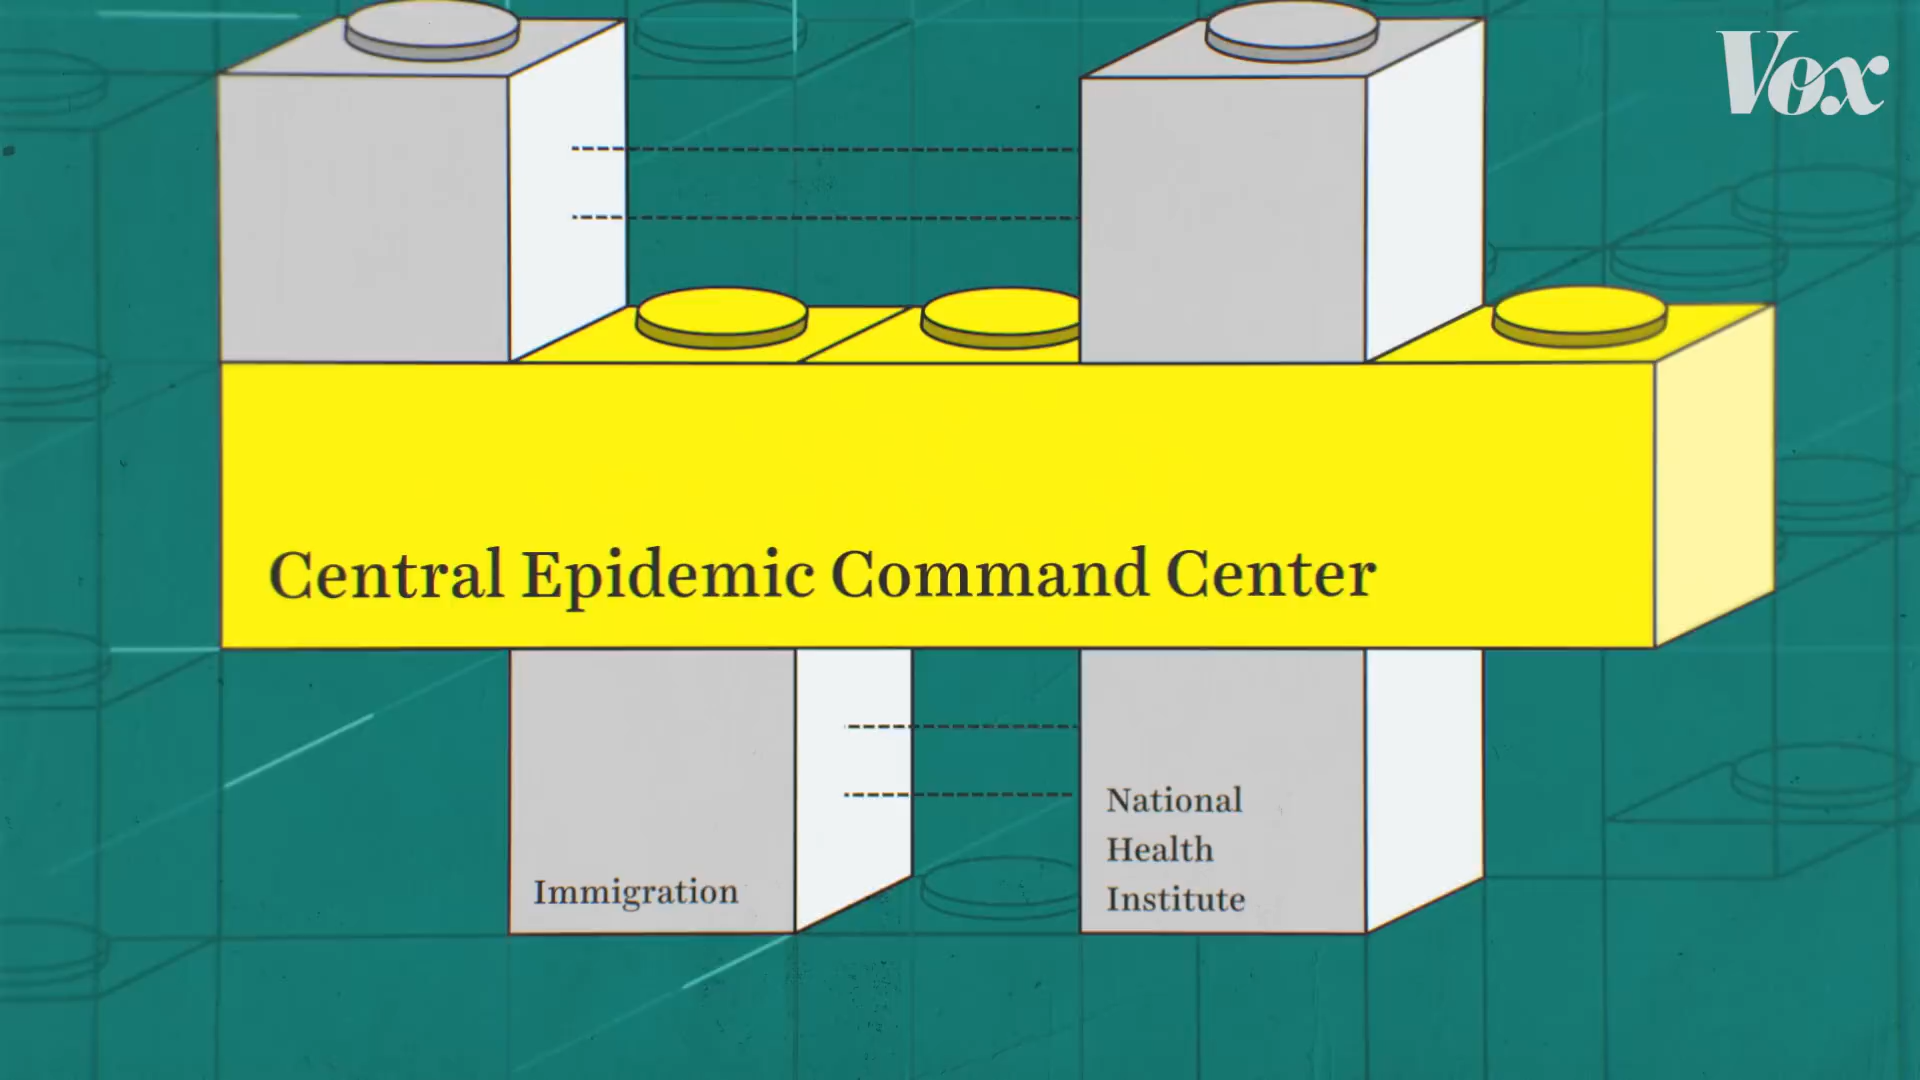 Vox
Central Epidemic Command Center
Immigration
National
Health
Institute